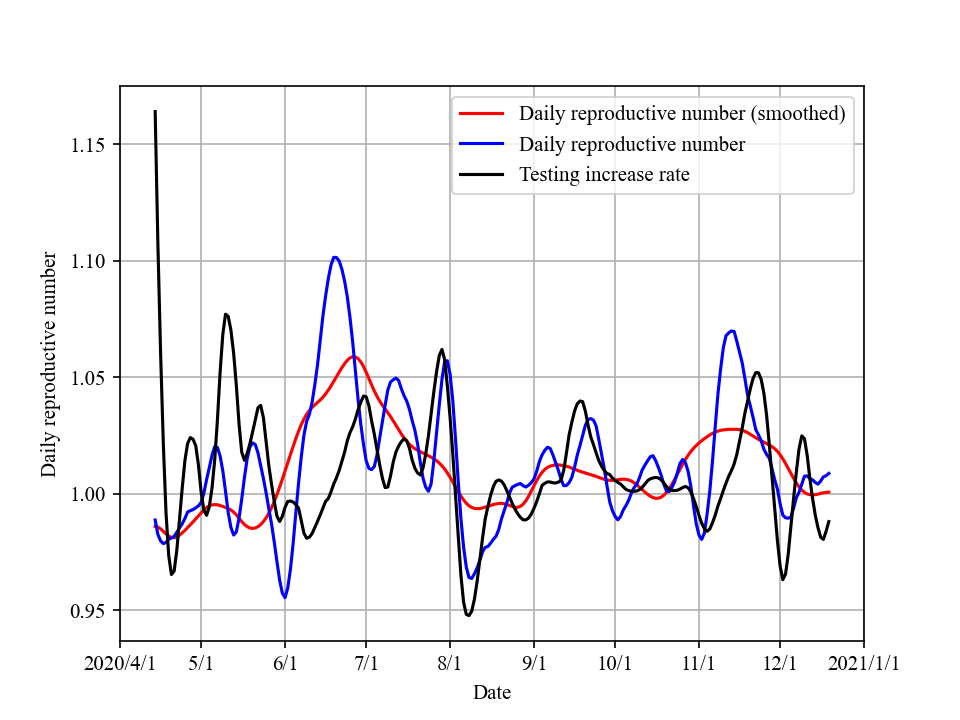 Daily reproductive number (smoothed)
Daily reproductive number
Testing increase rate
Daily reproductive number
1.15
1.10
1.05
1.00
0.95
2020/4/1 5/1 6/1 7/1 8/1 9/1 10/1 11/1 12/1 2021/1/1
Date